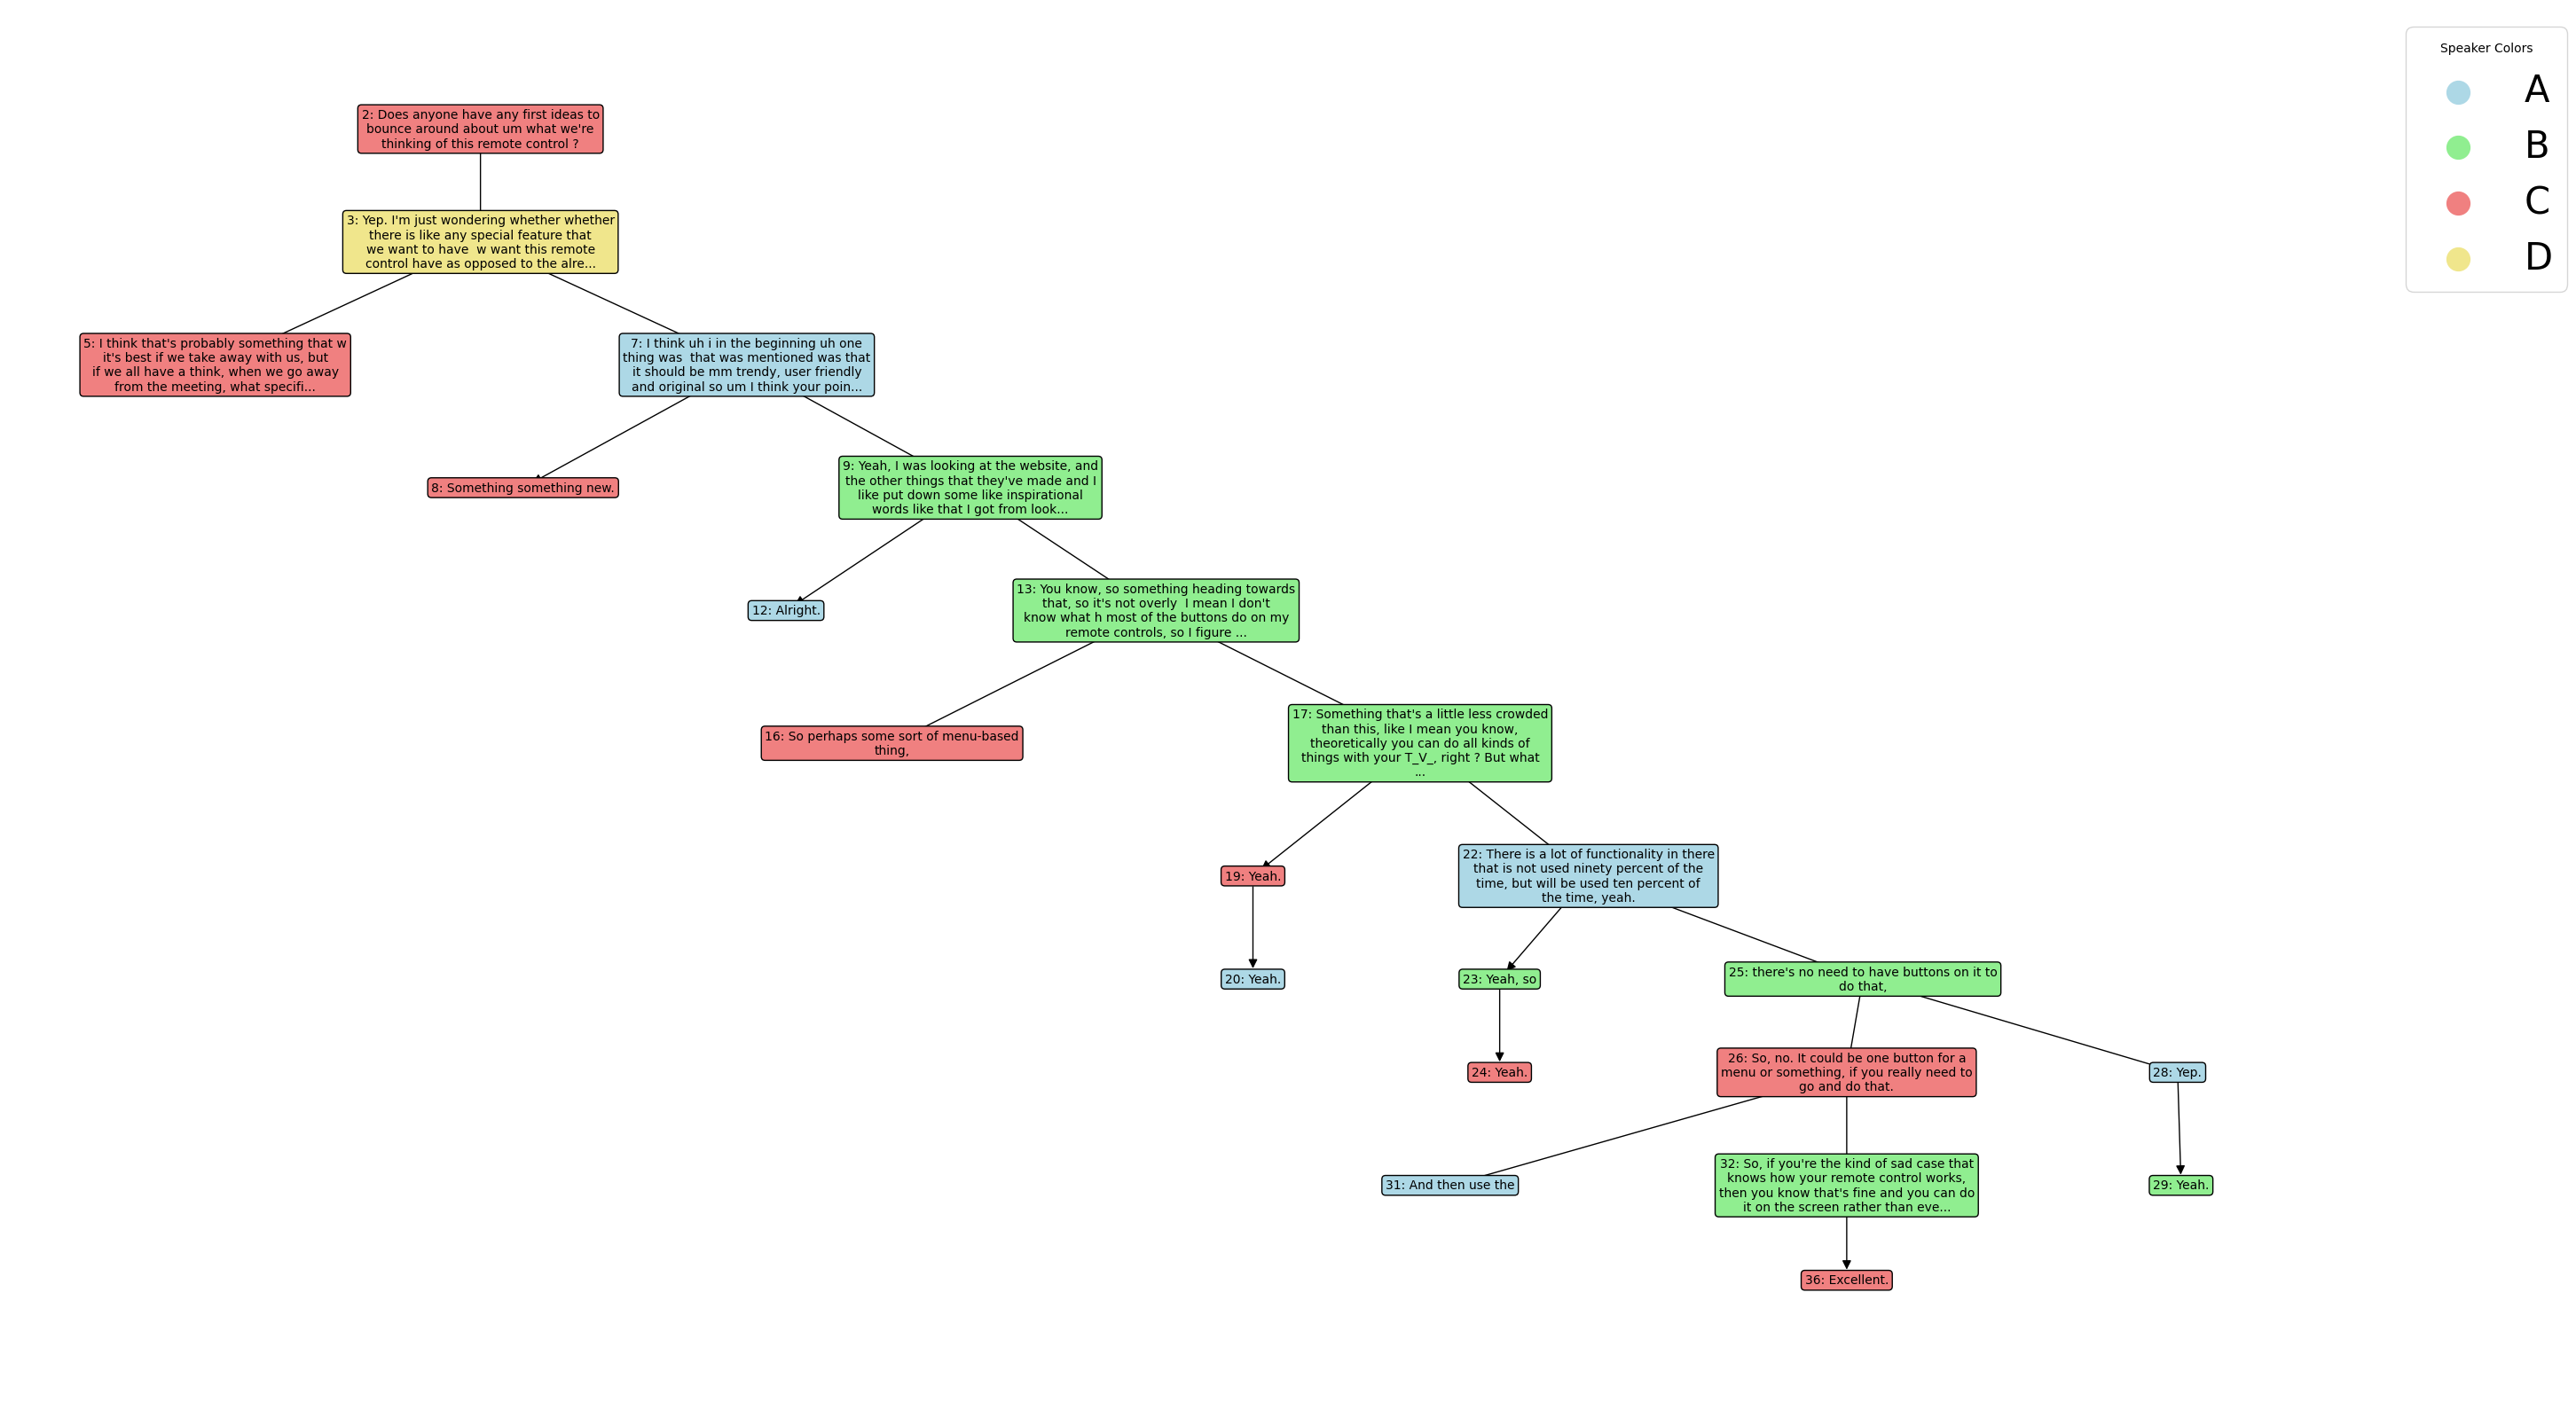 Speaker Colors
A
B
C
D
2: Does anyone have any first ideas to
bounce around about um what we're
thinking of this remote control ?
3: Yep. I'm just wondering whether whether
there is like any special feature that
we want to have  w want this remote
control have as opposed to the alre...
5: I think that's probably something that w
it's best if we take away with us, but
if we all have a think, when we go away
from the meeting, what specifi...
7: I think uh i in the beginning uh one
thing was  that was mentioned was that
it should be mm trendy, user friendly
and original so um I think your poin...
8: Something something new.
9: Yeah, I was looking at the website, and
the other things that they've made and I
like put down some like inspirational
words like that I got from look...
12: Alright.
13: You know, so something heading towards
that, so it's not overly  I mean I don't
know what h most of the buttons do on my
remote controls, so I figure ...
16: So perhaps some sort of menu-based
thing,
17: Something that's a little less crowded
than this, like I mean you know,
theoretically you can do all kinds of
things with your T_V_, right ? But what
...
19: Yeah.
22: There is a lot of functionality in there
that is not used ninety percent of the
time, but will be used ten percent of
the time, yeah.
20: Yeah.
23: Yeah, so
25: there's no need to have buttons on it to
do that,
24: Yeah.
26: So, no. It could be one button for a
menu or something, if you really need to
go and do that.
28: Yep.
31: And then use the
32: So, if you're the kind of sad case that
knows how your remote control works,
then you know that's fine and you can do
it on the screen rather than eve...
29: Yeah.
36: Excellent.